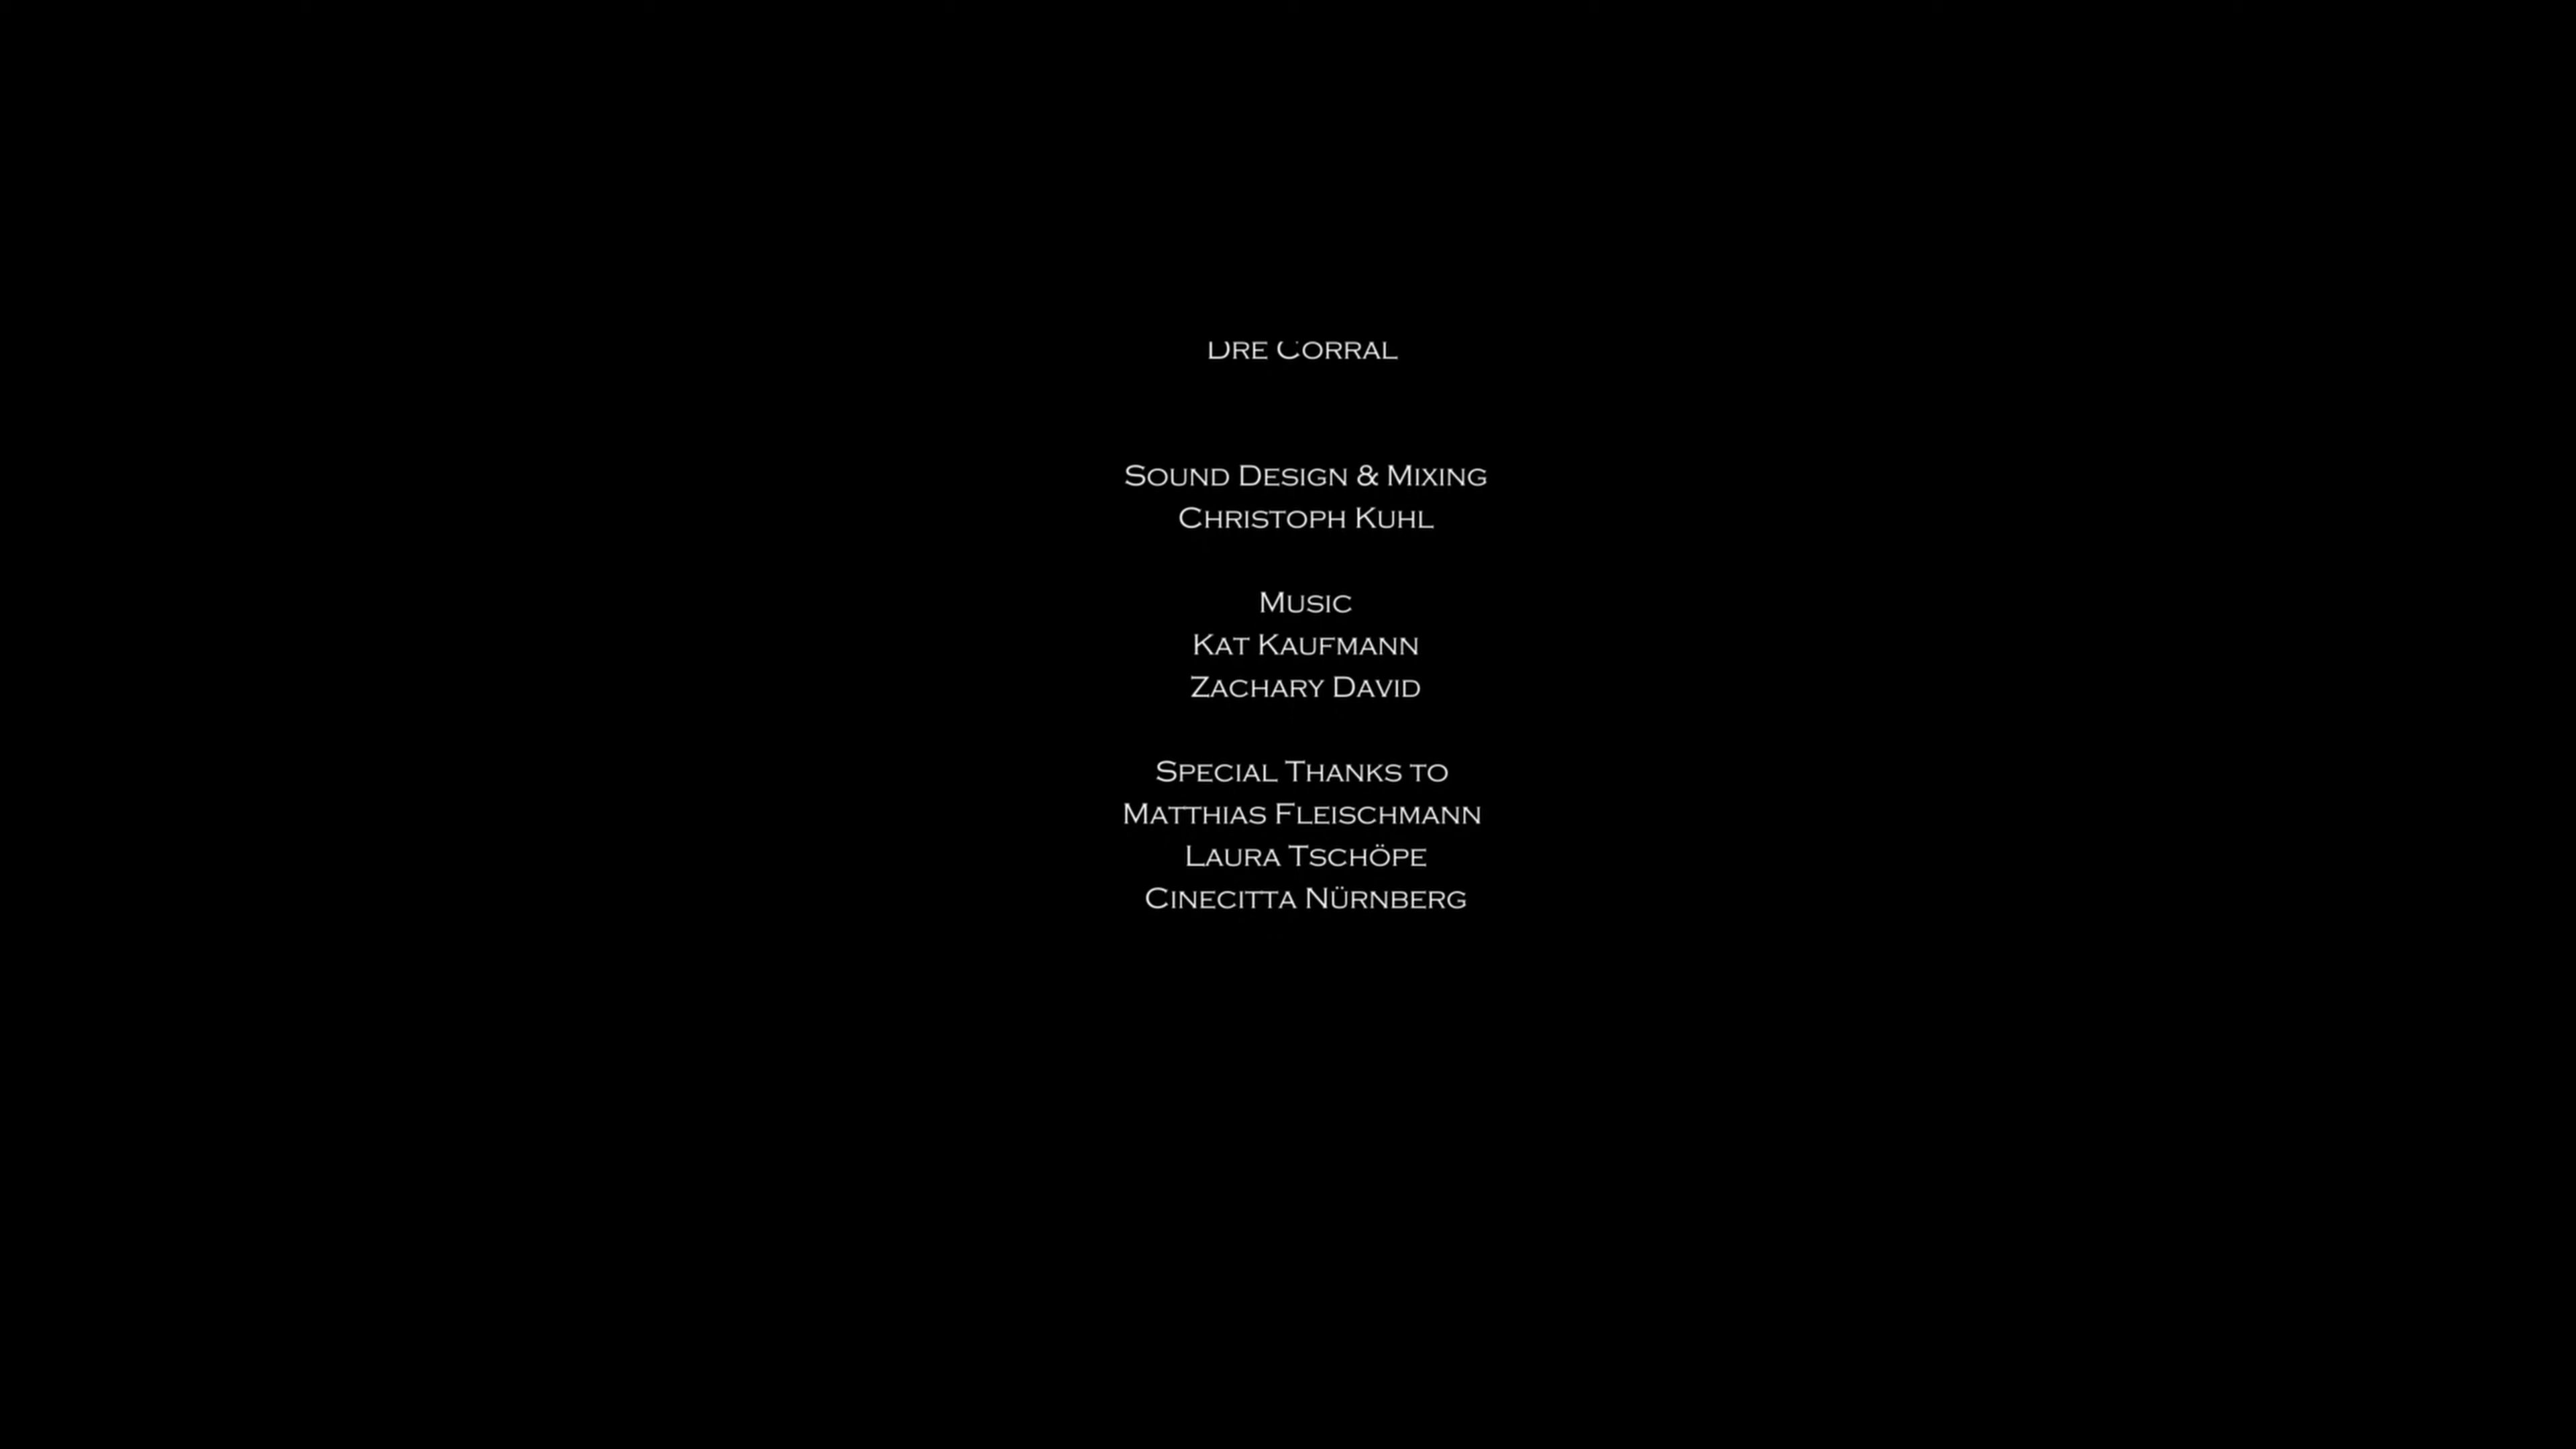 Dre Corral
Sound Design & Mixing
Christoph Kuhl
Music
Kat Kaufmann
Zachary David
Special Thanks to
Matthias Fleischmann
Laura Tschöpe
Cinecitta Nürnberg